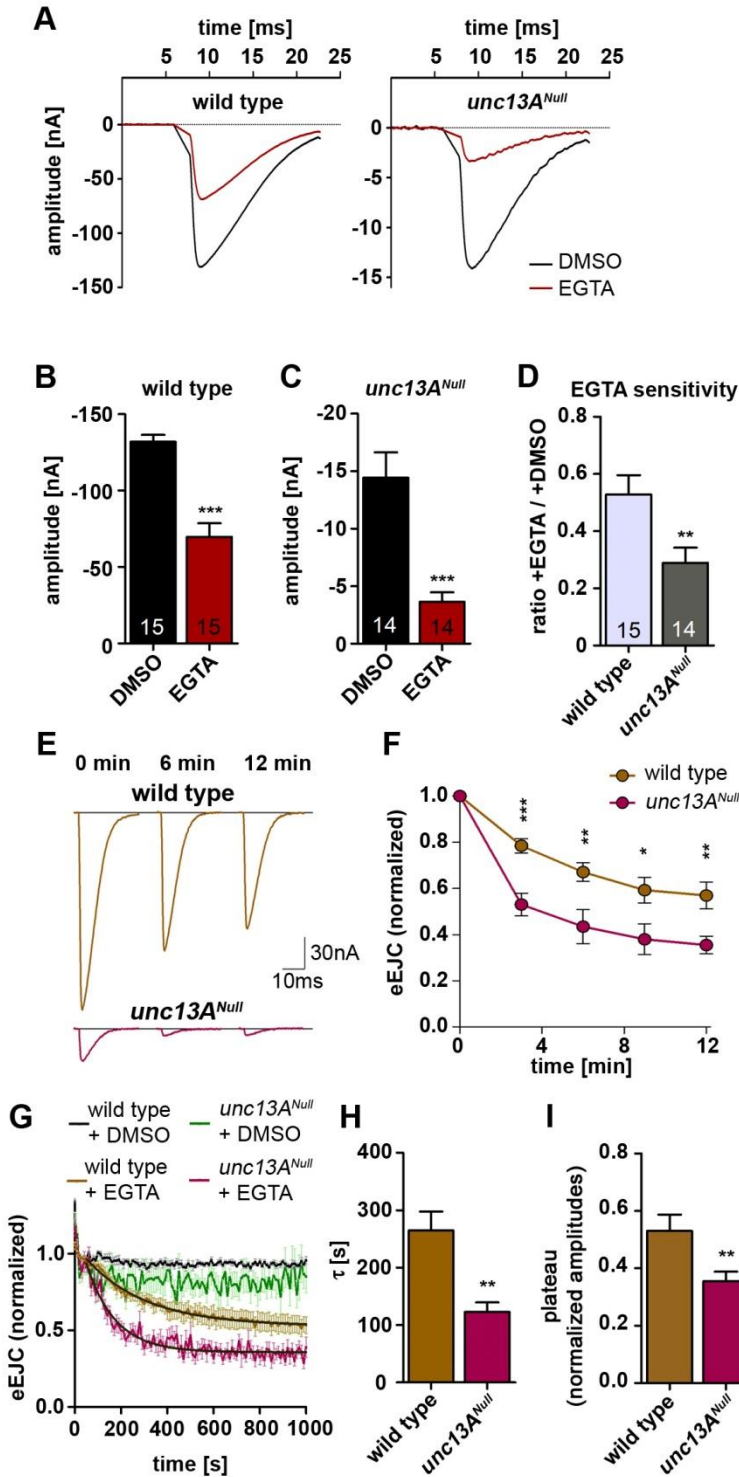 A
time [ms]
time [ms]
5 10 15 20 25
5 10 15 20 25
wild type
unc13A^Null
amplitude [nA]
0
-50
-100
-150
0
-5
-10
-15
DMSO
EGTA
B
wild type
amplitude [nA]
-150
-100
-50
0
***
15
15
DMSO
EGTA
C
unc13A^Null
amplitude [nA]
-20
-15
-10
-5
0
***
14
14
DMSO
EGTA
D
EGTA sensitivity
ratio +EGTA / +DMSO
0.8
0.6
0.4
0.2
0
**
15
14
wild type
unc13A^Null
E
0 min 6 min 12 min
wild type
30nA
10ms
unc13A^Null
F
wild type
unc13A^Null
eEJC (normalized)
1.0
0.8
0.6
0.4
0.2
0.0
*** ** * **
0 4 8 12
time [min]
G
wild type
+ DMSO
unc13A^Null
+ DMSO
wild type
+ EGTA
unc13A^Null
+ EGTA
eEJC (normalized)
1.0
0.5
0.0
0 200 400 600 800 1000
time [s]
H
τ [s]
400
300
200
100
0
**
wild type
unc13A^Null
I
plateau
(normalized amplitudes)
0.8
0.6
0.4
0.2
0.0
**
wild type
unc13A^Null